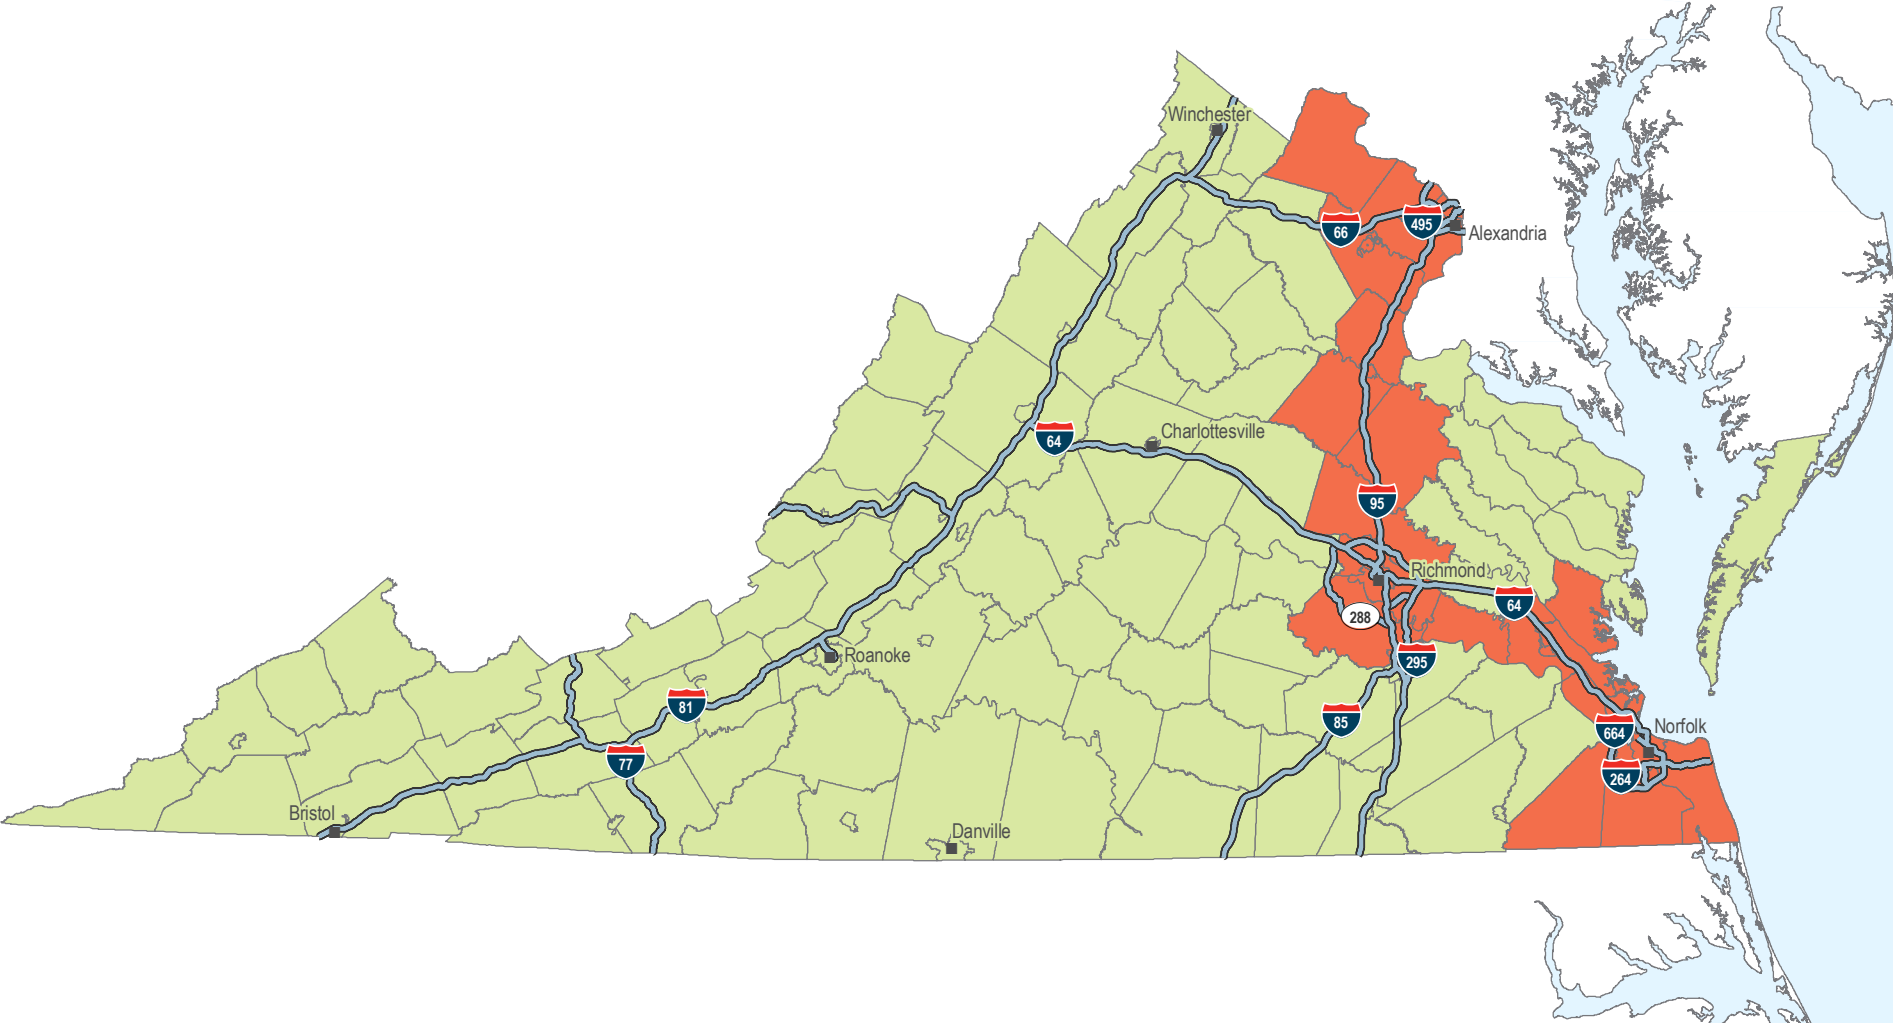 Winchester
66
495
Alexandria
64
Charlottesville
95
Richmond
64
288
295
Roanoke
81
85
664
Norfolk
77
264
Bristol
Danville